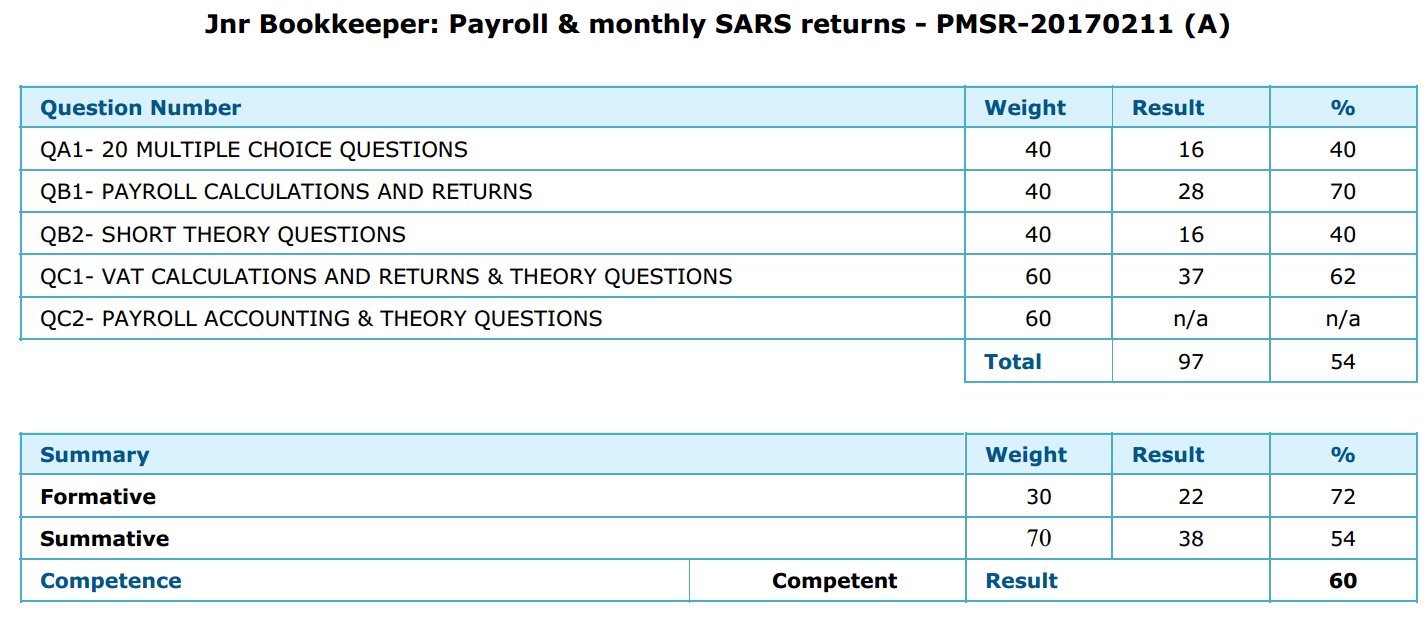 Jnr Bookkeeper: Payroll & monthly SARS returns - PMSR-20170211 (A)
Question Number Weight Result %
QA1- 20 MULTIPLE CHOICE QUESTIONS 40 16 40
QB1- PAYROLL CALCULATIONS AND RETURNS 40 28 70
QB2- SHORT THEORY QUESTIONS 40 16 40
QC1- VAT CALCULATIONS AND RETURNS & THEORY QUESTIONS 60 37 62
QC2- PAYROLL ACCOUNTING & THEORY QUESTIONS 60 n/a n/a
Total 97 54
Summary Weight Result %
Formative 30 22 72
Summative 70 38 54
Competence Competent Result 60